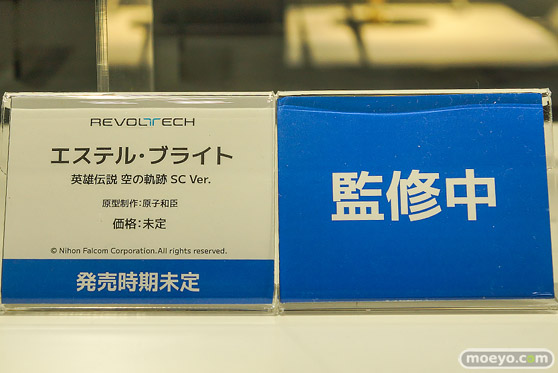 REVOLTECH
エステル・ブライト
英雄伝説 空の軌跡 SC Ver.
原型制作：原子和臣
価格：未定
© Nihon Falcom Corporation.All rights reserved.
発売時期未定
監修中
moeyo.com